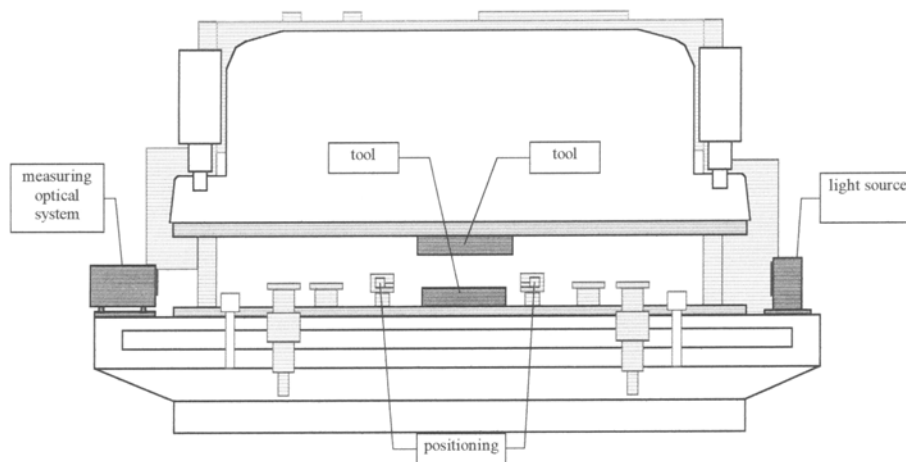 tool
tool
measuring
optical
system
light source
positioning